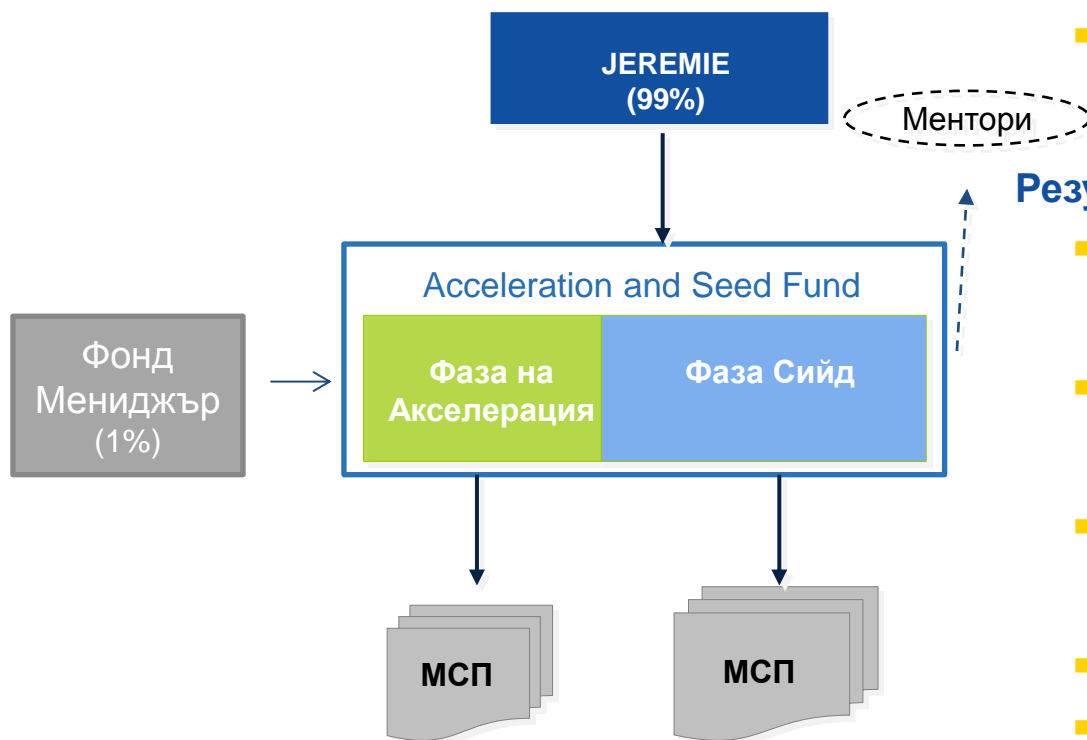 JEREMIE
(99%)
Ментори
Acceleration and Seed Fund
Фонд
Мениджър
(1%)
Фаза на
Акселерация
Фаза Сийд
МСП
МСП